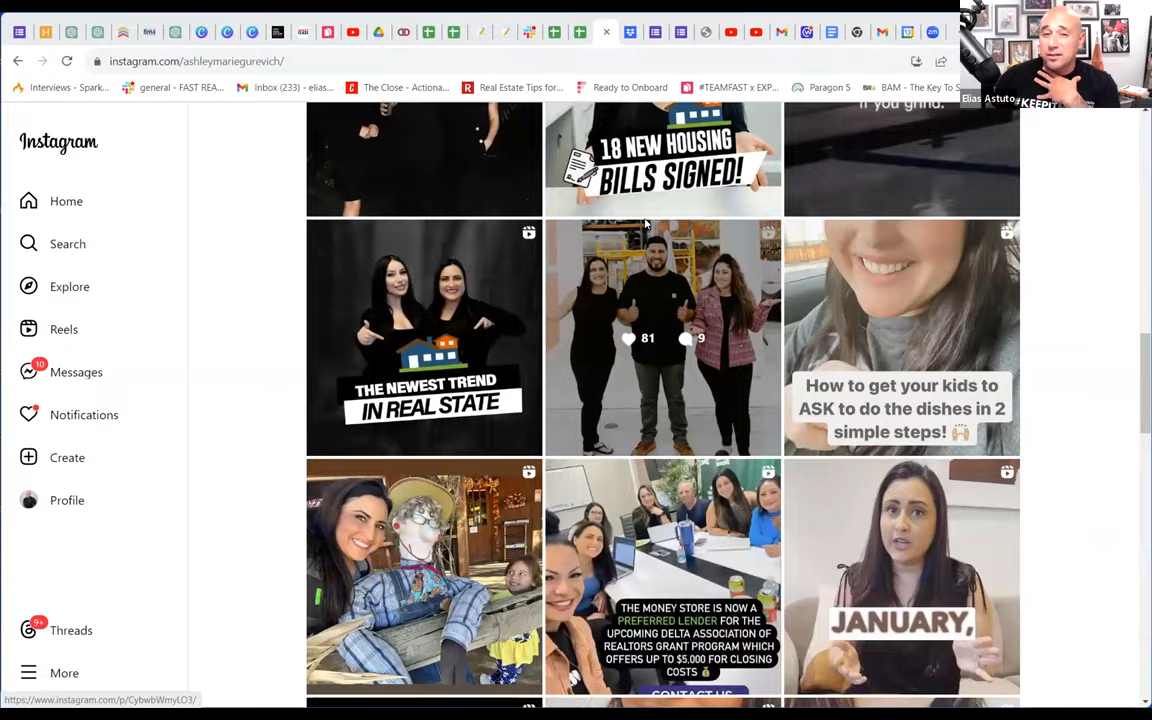 instagram.com/ashleymariegurevich/
Interviews - Spark...
general - FAST REA...
Inbox (233) - elias...
The Close - Actiona...
Real Estate Tips for...
Ready to Onboard
#TEAMFAST x EXP...
Paragon 5
BAM - The Key To S
Elias Astuto
#KEEPIT
Instagram
Home
Search
Explore
Reels
10
Messages
Notifications
Create
Profile
9+
Threads
More
if you grind.
18 NEW HOUSING
BILLS SIGNED!
THE NEWEST TREND
IN REAL STATE
81
9
How to get your kids to
ASK to do the dishes in 2
simple steps! 🙌🏼
THE MONEY STORE IS NOW A
PREFERRED LENDER FOR THE
UPCOMING DELTA ASSOCIATION OF
REALTORS GRANT PROGRAM WHICH
OFFERS UP TO $5,000 FOR CLOSING
COSTS 💰
CONTACT US
JANUARY,
https://www.instagram.com/p/CybwbWmyLO3/